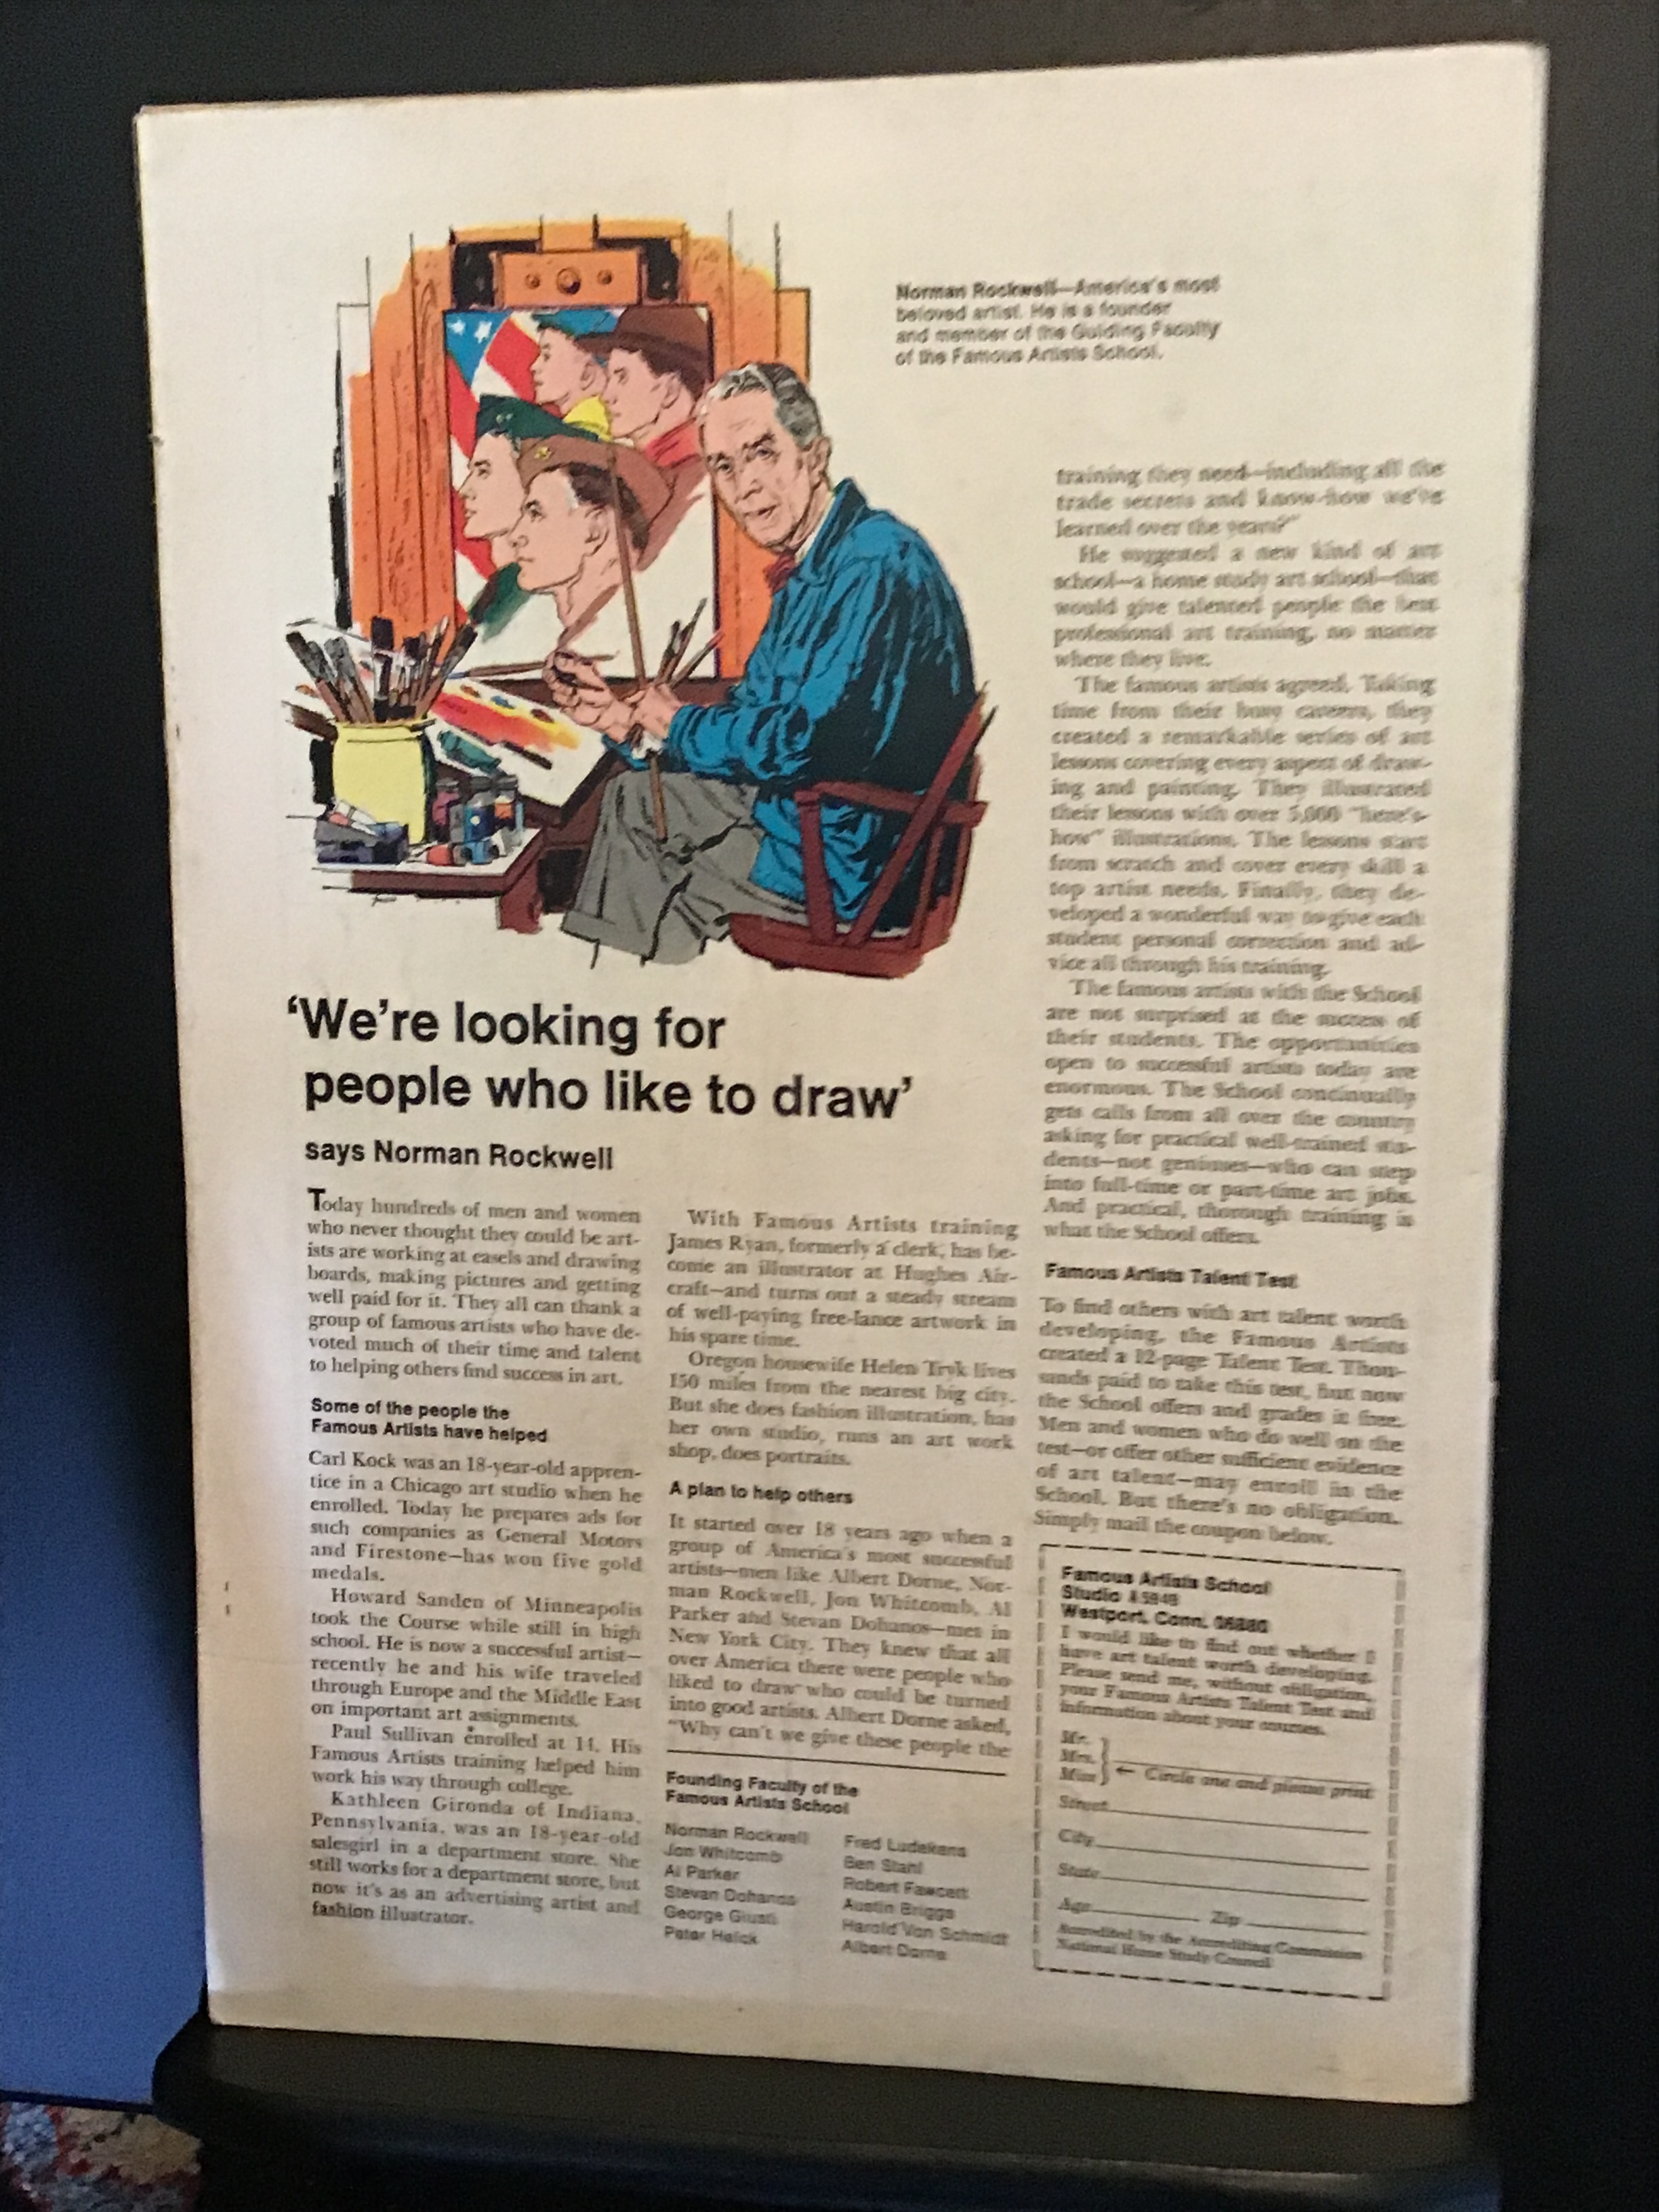 Norman Rockwell—America's most
beloved artist. He is a founder
and member of the Guiding Faculty
of the Famous Artists School.
'We're looking for
people who like to draw'
says Norman Rockwell
Today hundreds of men and women
who never thought they could be art-
ists are working at easels and drawing
boards, making pictures and getting
well paid for it. They all can thank a
group of famous artists who have de-
voted much of their time and talent
to helping others find success in art.
Some of the people the
Famous Artists have helped
Carl Kock was an 18-year-old appren-
tice in a Chicago art studio when he
enrolled. Today he prepares ads for
such companies as General Motors
and Firestone—has won five gold
medals.
Howard Sanden of Minneapolis
took the Course while still in high
school. He is now a successful artist—
recently he and his wife traveled
through Europe and the Middle East
on important art assignments.
Paul Sullivan enrolled at 14. His
Famous Artists training helped him
work his way through college.
Kathleen Gironda of Indiana,
Pennsylvania, was an 18-year-old
salesgirl in a department store. She
still works for a department store, but
now it's as an advertising artist and
fashion illustrator.
With Famous Artists training
James Ryan, formerly a clerk, has be-
come an illustrator at Hughes Air-
craft—and turns out a steady stream
of well-paying free-lance artwork in
his spare time.
Oregon housewife Helen Tryk lives
150 miles from the nearest big city.
But she does fashion illustration, has
her own studio, runs an art work
shop, does portraits.
A plan to help others
It started over 18 years ago when a
group of America's most successful
artists—men like Albert Dorne, Nor-
man Rockwell, Jon Whitcomb, Al
Parker and Stevan Dohanos—met in
New York City. They knew that all
over America there were people who
liked to draw who could be turned
into good artists. Albert Dorne asked,
"Why can't we give these people the
Founding Faculty of the
Famous Artists School
Norman Rockwell
Jon Whitcomb
Al Parker
Stevan Dohanos
George Giusti
Peter Helck
Fred Ludekens
Ben Stahl
Robert Fawcett
Austin Briggs
Harold Von Schmidt
Albert Dorne
training they need—including all the
trade secrets and know-how we've
learned over the years?"
He suggested a new kind of art
school—a home study art school—that
would give talented people the best
professional art training, no matter
where they live.
The famous artists agreed. Taking
time from their busy careers, they
created a remarkable series of art
lessons covering every aspect of draw-
ing and painting. They illustrated
their lessons with over 5,000 "here's-
how" illustrations. The lessons start
from scratch and cover every skill a
top artist needs. Finally, they de-
veloped a wonderful way to give each
student personal correction and ad-
vice all through his training.
The famous artists with the School
are not surprised at the success of
their students. The opportunities
open to successful artists today are
enormous. The School continually
gets calls from all over the country
asking for practical well-trained stu-
dents—not geniuses—who can step
into full-time or part-time art jobs.
And practical, thorough training is
what the School offers.
Famous Artists Talent Test
To find others with art talent worth
developing, the Famous Artists
created a 12-page Talent Test. Thou-
sands paid to take this test, but now
the School offers and grades it free.
Men and women who do well on the
test—or offer other sufficient evidence
of art talent—may enroll in the
School. But there's no obligation.
Simply mail the coupon below.
Famous Artists School
Studio
Westport, Conn. 06880
I would like to find out whether I
have art talent worth developing.
Please send me, without obligation,
your Famous Artists Talent Test and
information about your courses.
Mr.
Mrs.
Miss
← Circle one and please print
Street
City
State
Age Zip
Accredited by the Accrediting Commission
National Home Study Council